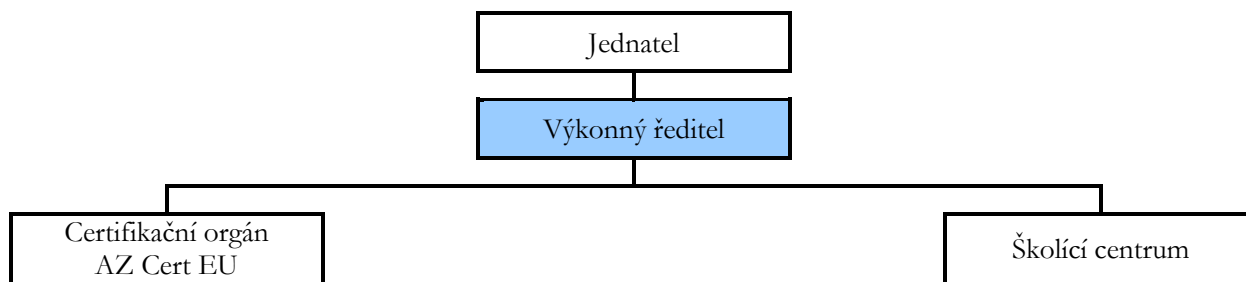 Jednatel
Výkonný ředitel
Certifikační orgán
AZ Cert EU
Školící centrum